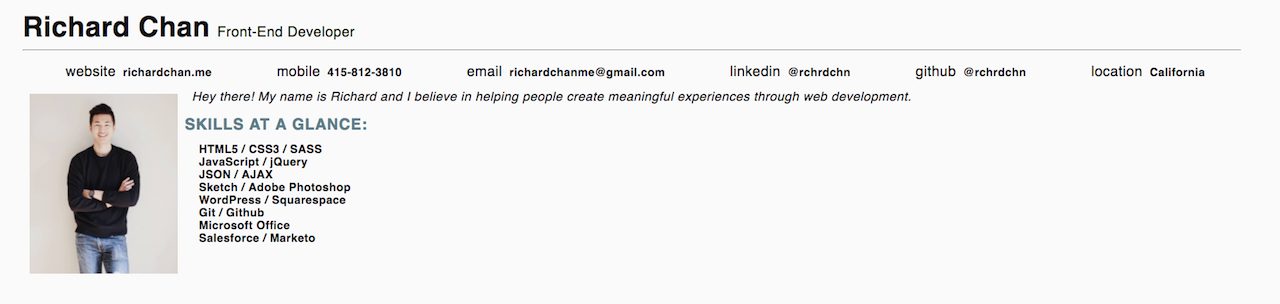 Richard Chan Front-End Developer
website richardchan.me mobile 415-812-3810 email richardchanme@gmail.com linkedin @rchrdchn github @rchrdchn location California
Hey there! My name is Richard and I believe in helping people create meaningful experiences through web development.
SKILLS AT A GLANCE:
HTML5 / CSS3 / SASS
JavaScript / jQuery
JSON / AJAX
Sketch / Adobe Photoshop
WordPress / Squarespace
Git / Github
Microsoft Office
Salesforce / Marketo